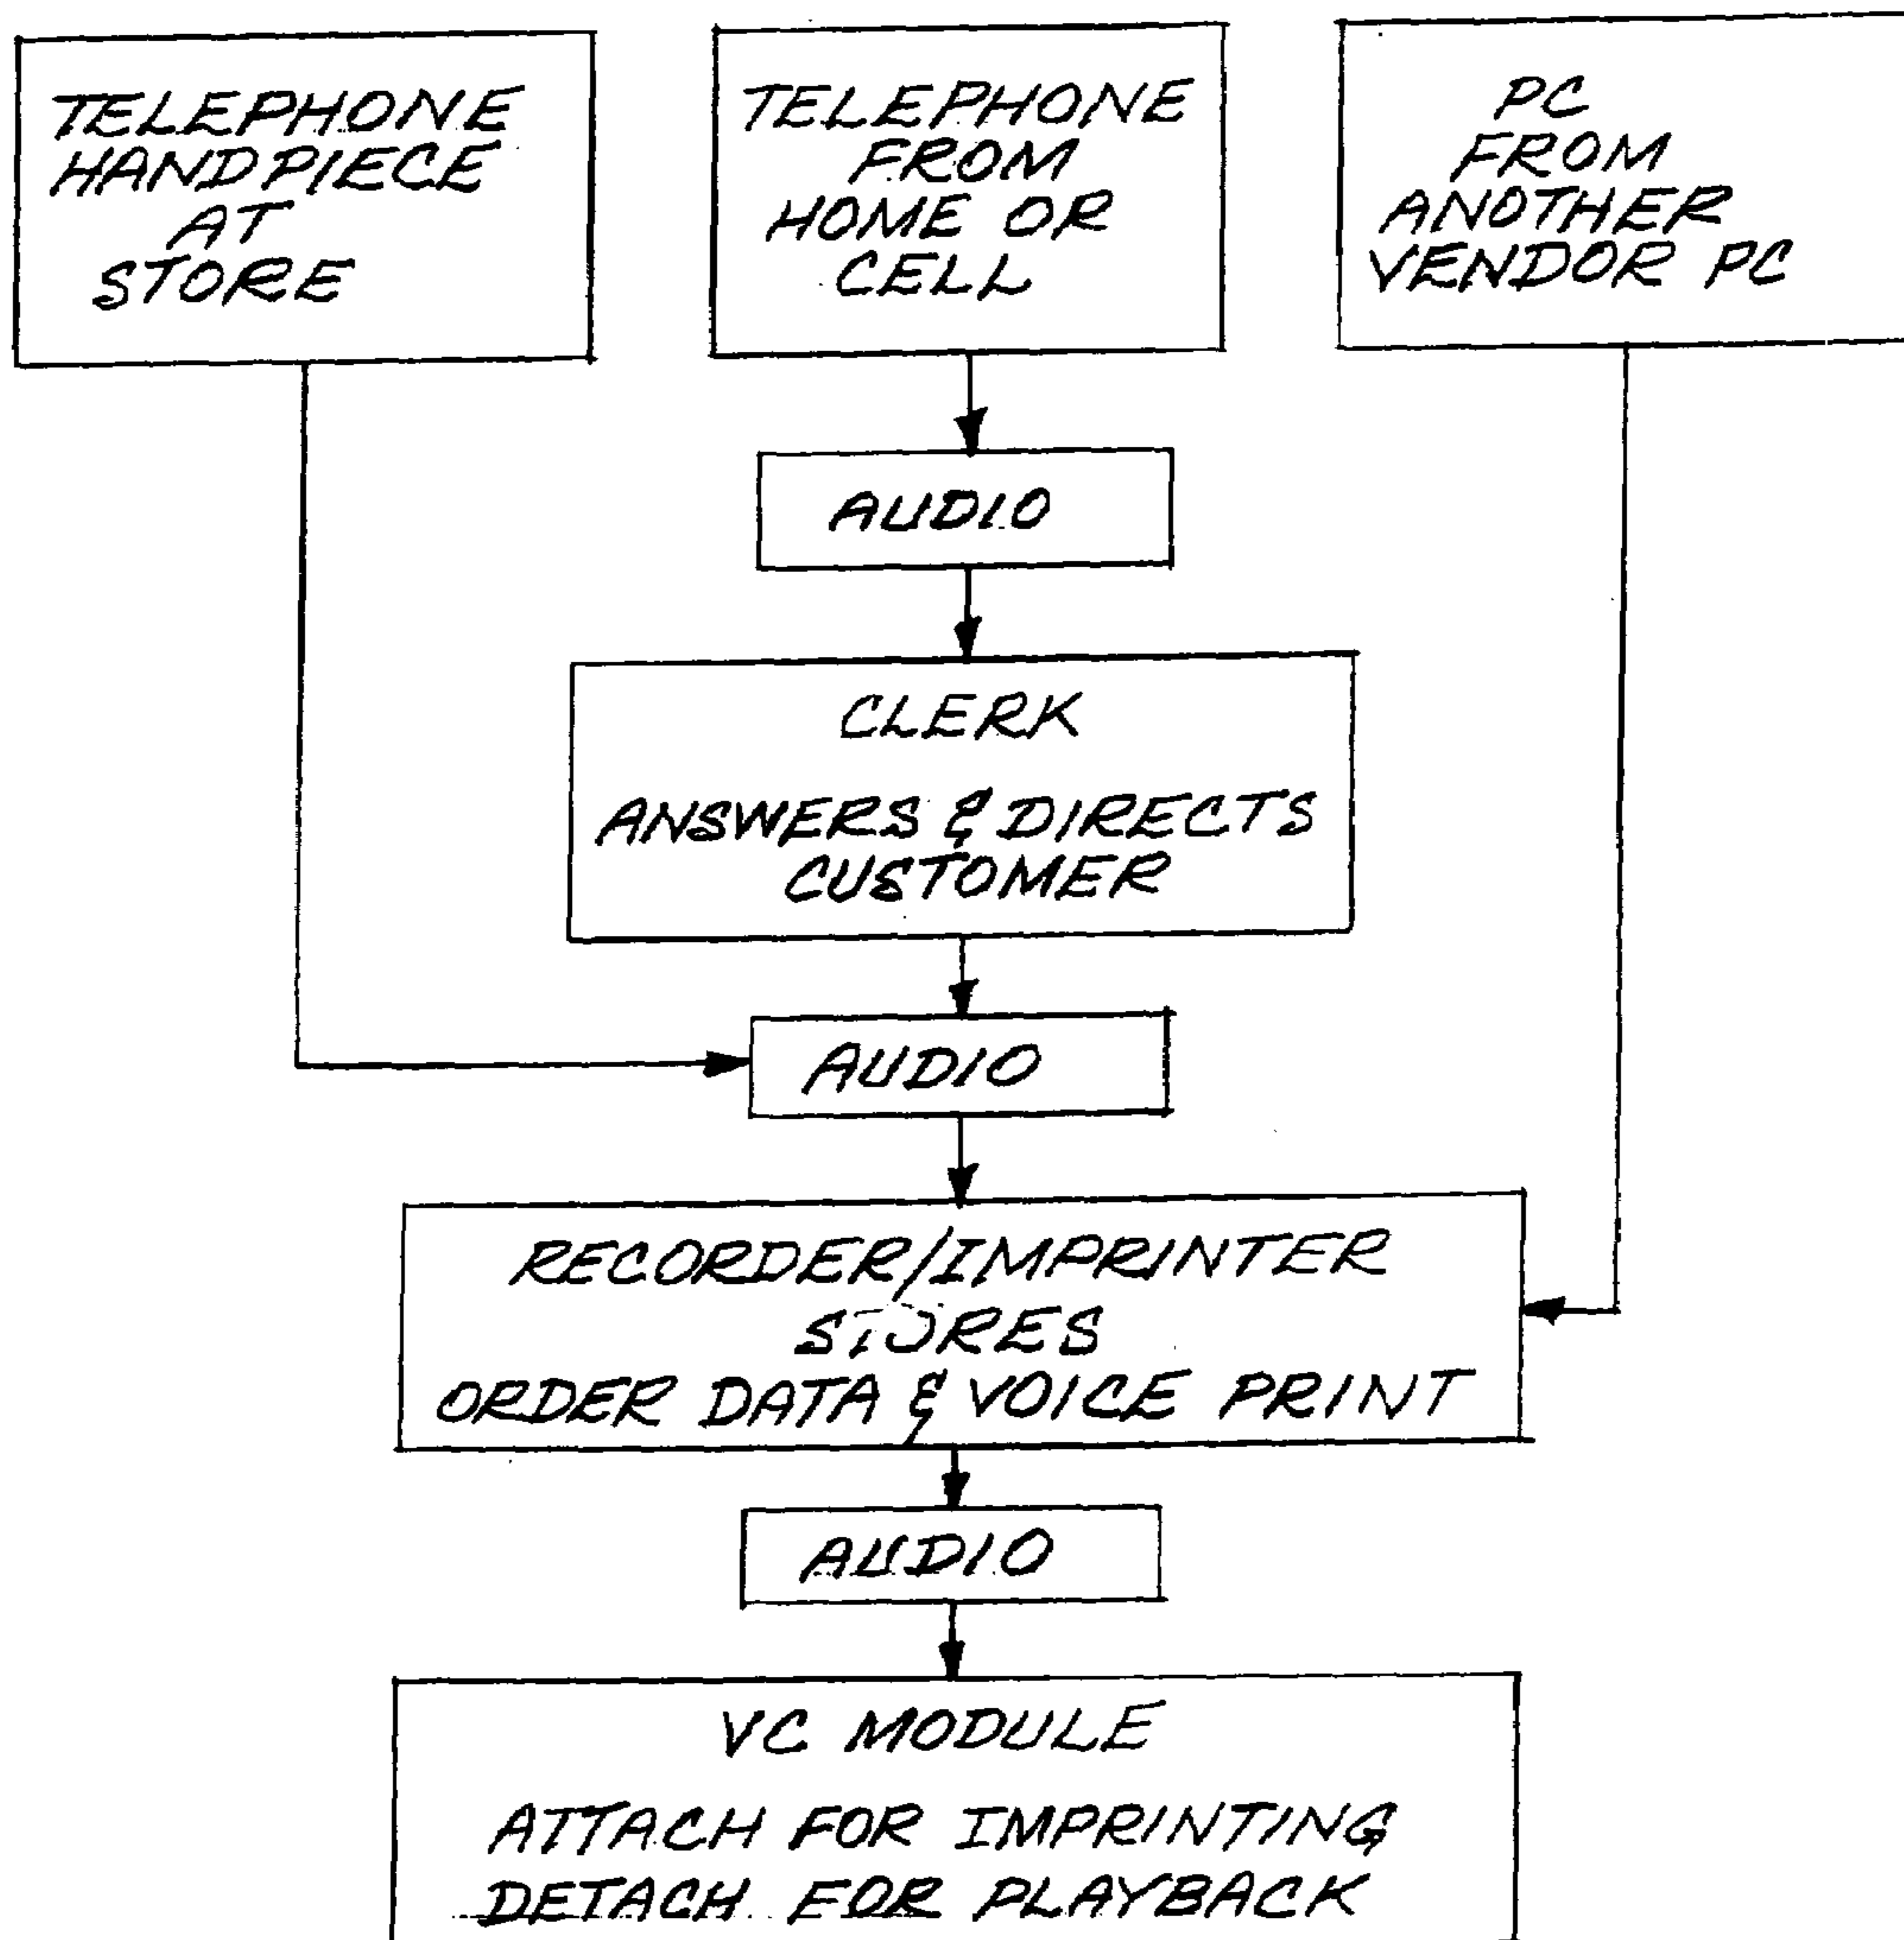 TELEPHONE
HANDPIECE
AT
STORE
TELEPHONE
FROM
HOME OR
CELL
PC
FROM
ANOTHER
VENDOR PC
AUDIO
CLERK
ANSWERS & DIRECTS
CUSTOMER
AUDIO
RECORDER/IMPRINTER
STORES
ORDER DATA & VOICE PRINT
AUDIO
VC MODULE
ATTACH FOR IMPRINTING
DETACH FOR PLAYBACK